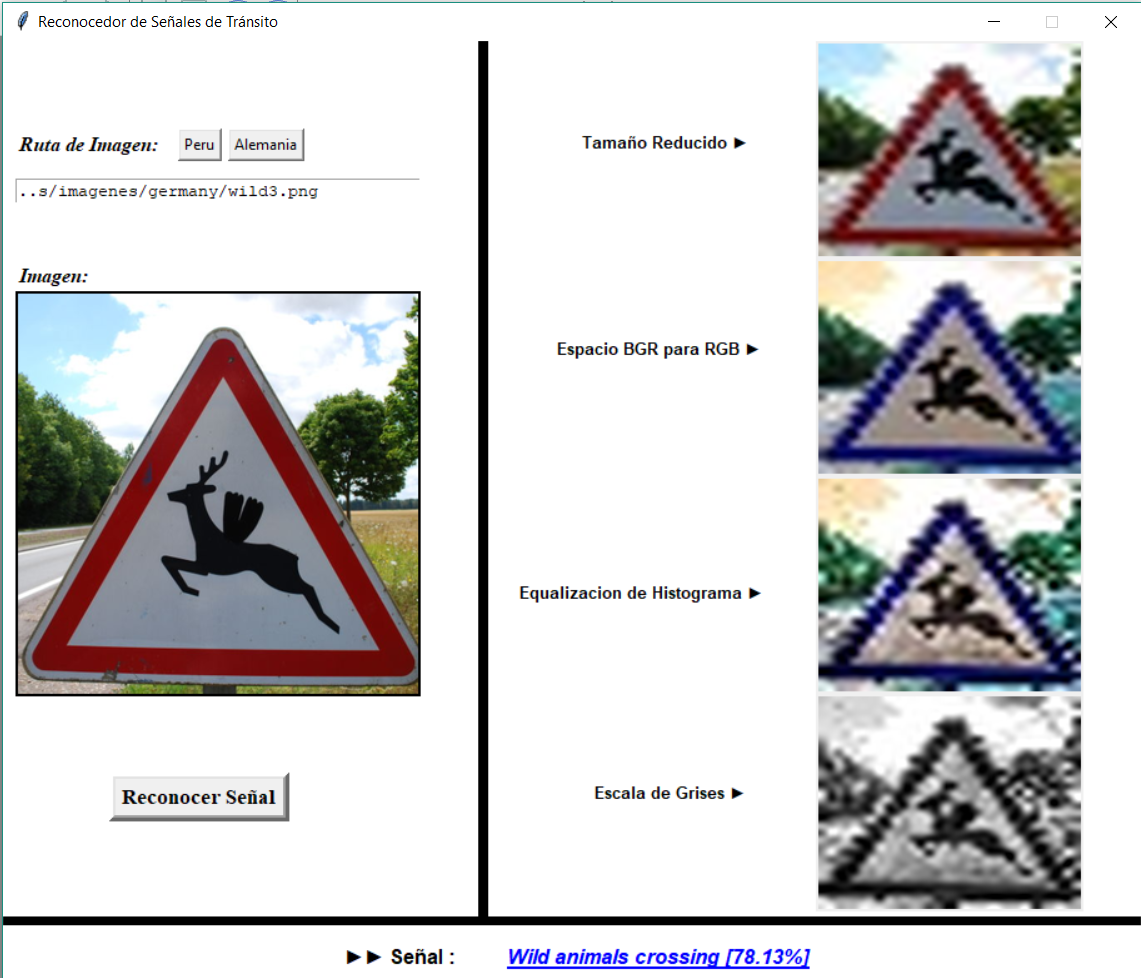 Reconocedor de Señales de Tránsito
Ruta de Imagen: Peru Alemania
..s/imagenes/germany/wild3.png
Imagen:
Reconocer Señal
Tamaño Reducido ►
Espacio BGR para RGB ►
Equalizacion de Histograma ►
Escala de Grises ►
►► Señal : Wild animals crossing [78.13%]